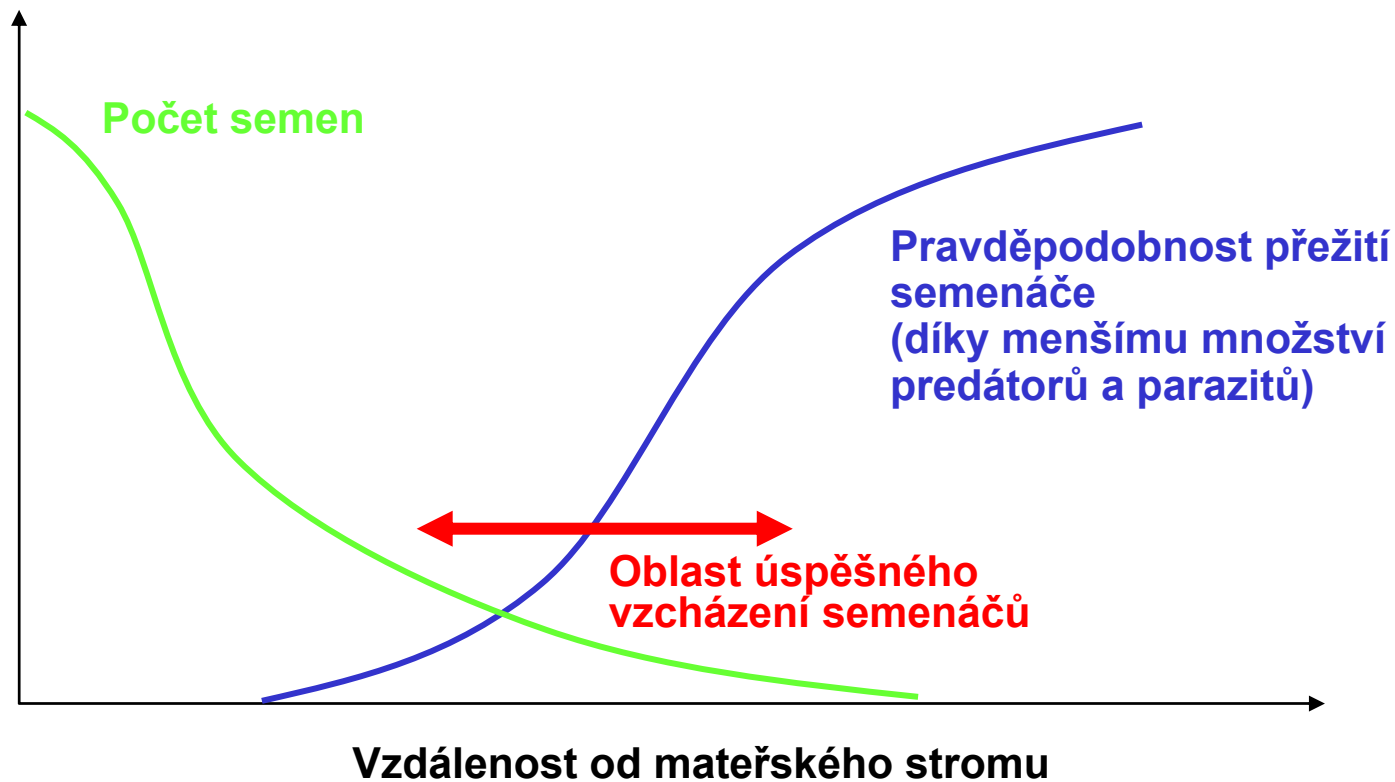 Počet semen
Pravděpodobnost přežití
semenáče
(díky menšímu množství
predátorů a parazitů)
Oblast úspěšného
vzcházení semenáčů
Vzdálenost od mateřského stromu